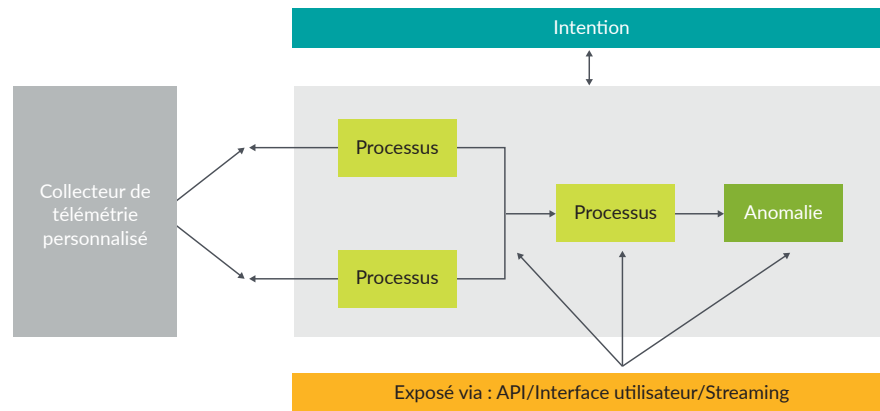 Intention
Collecteur de
télémétrie
personnalisé
Processus
Processus
Processus
Anomalie
Exposé via : API/Interface utilisateur/Streaming